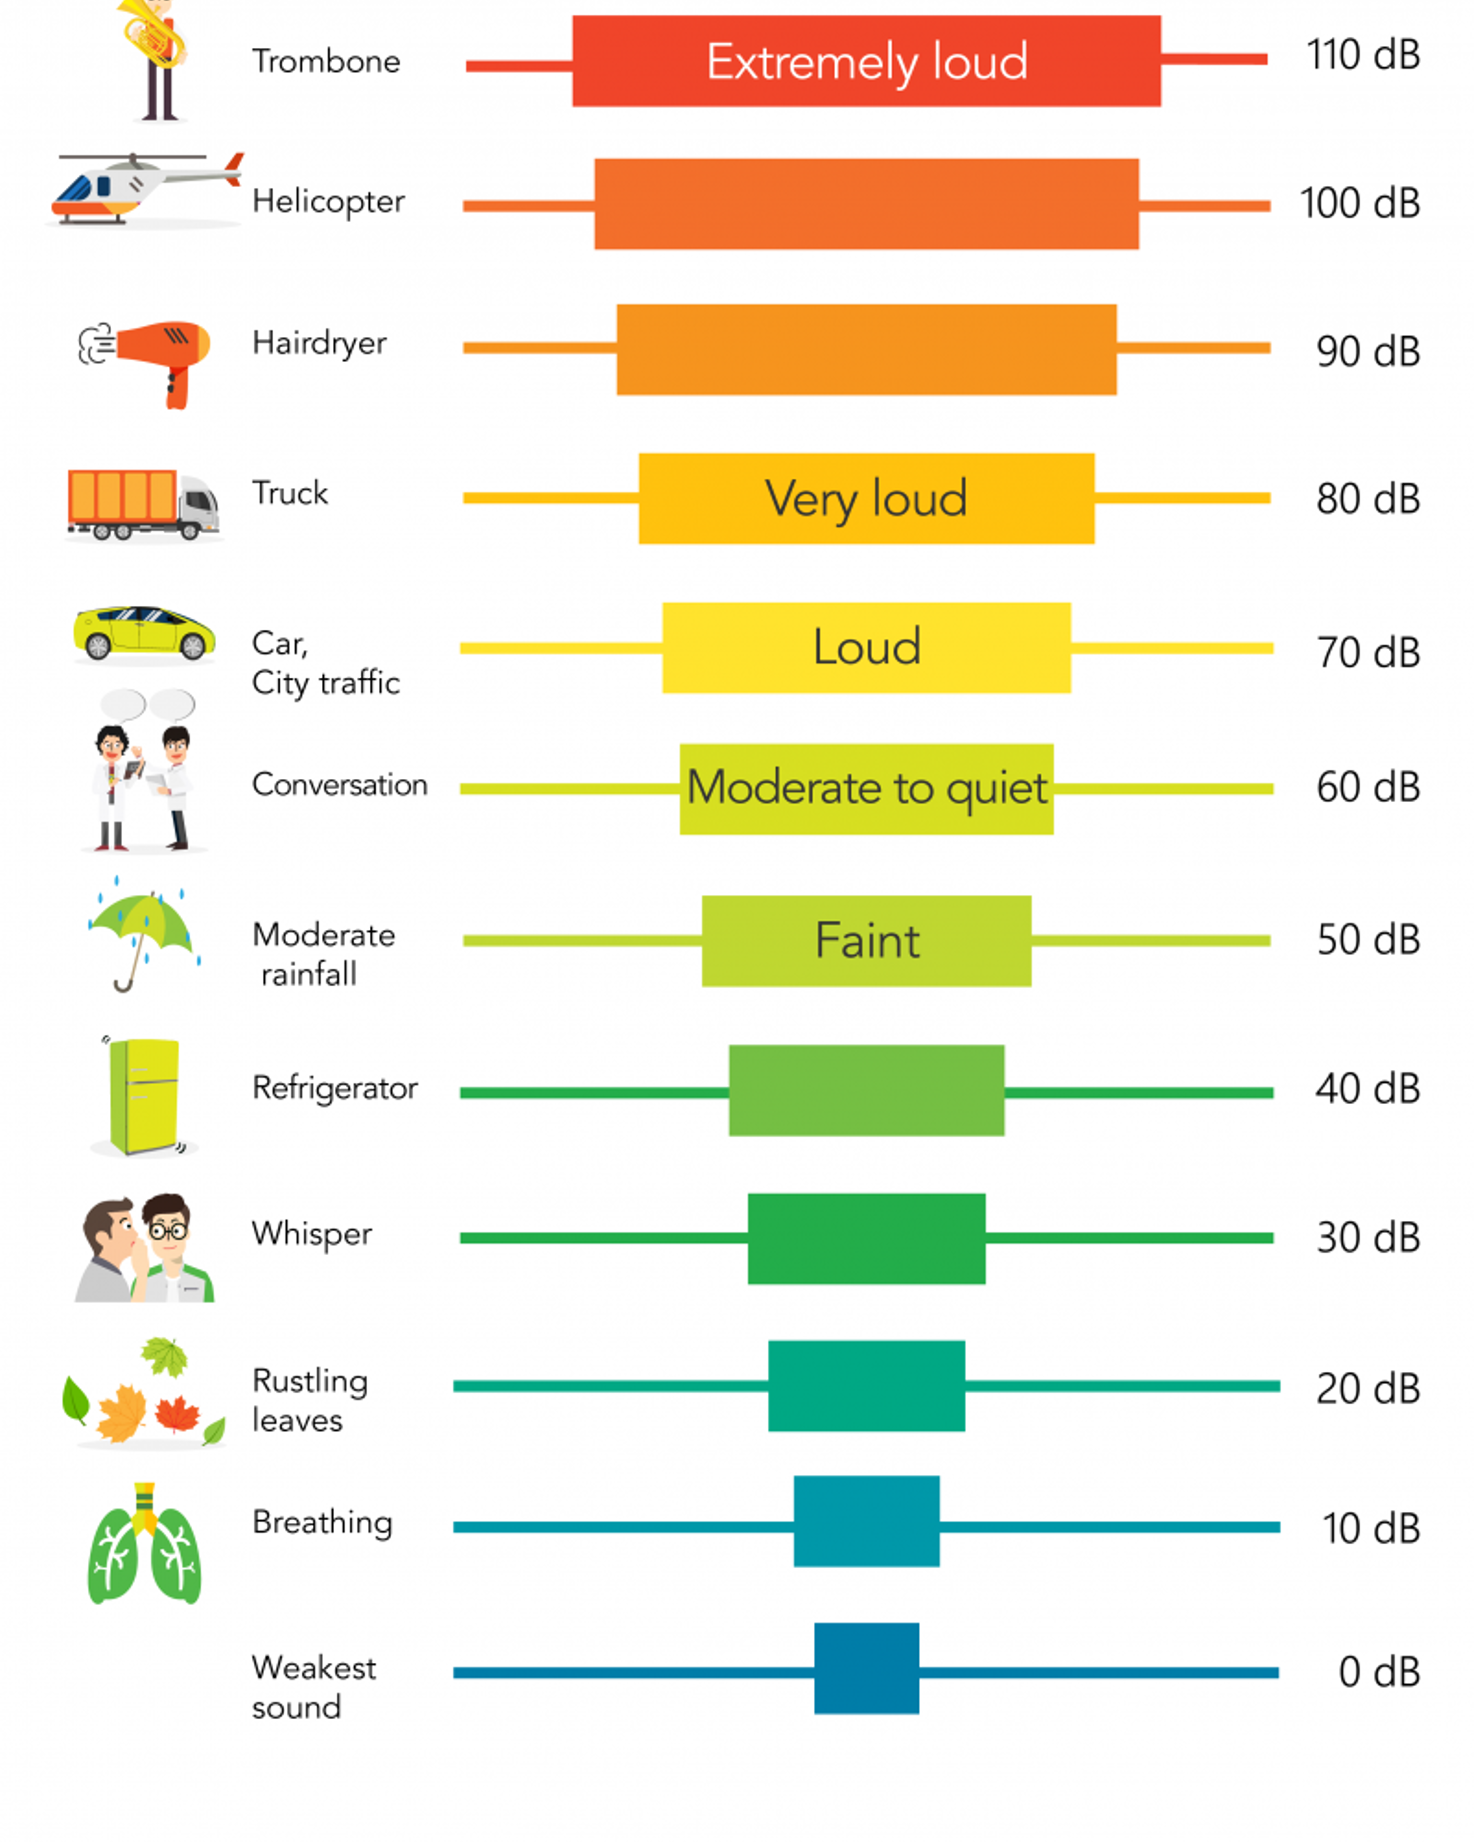 Trombone Extremely loud 110 dB
Helicopter 100 dB
Hairdryer 90 dB
Truck Very loud 80 dB
Car, Loud 70 dB
City traffic
Conversation Moderate to quiet 60 dB
Moderate Faint 50 dB
rainfall
Refrigerator 40 dB
Whisper 30 dB
Rustling 20 dB
leaves
Breathing 10 dB
Weakest 0 dB
sound